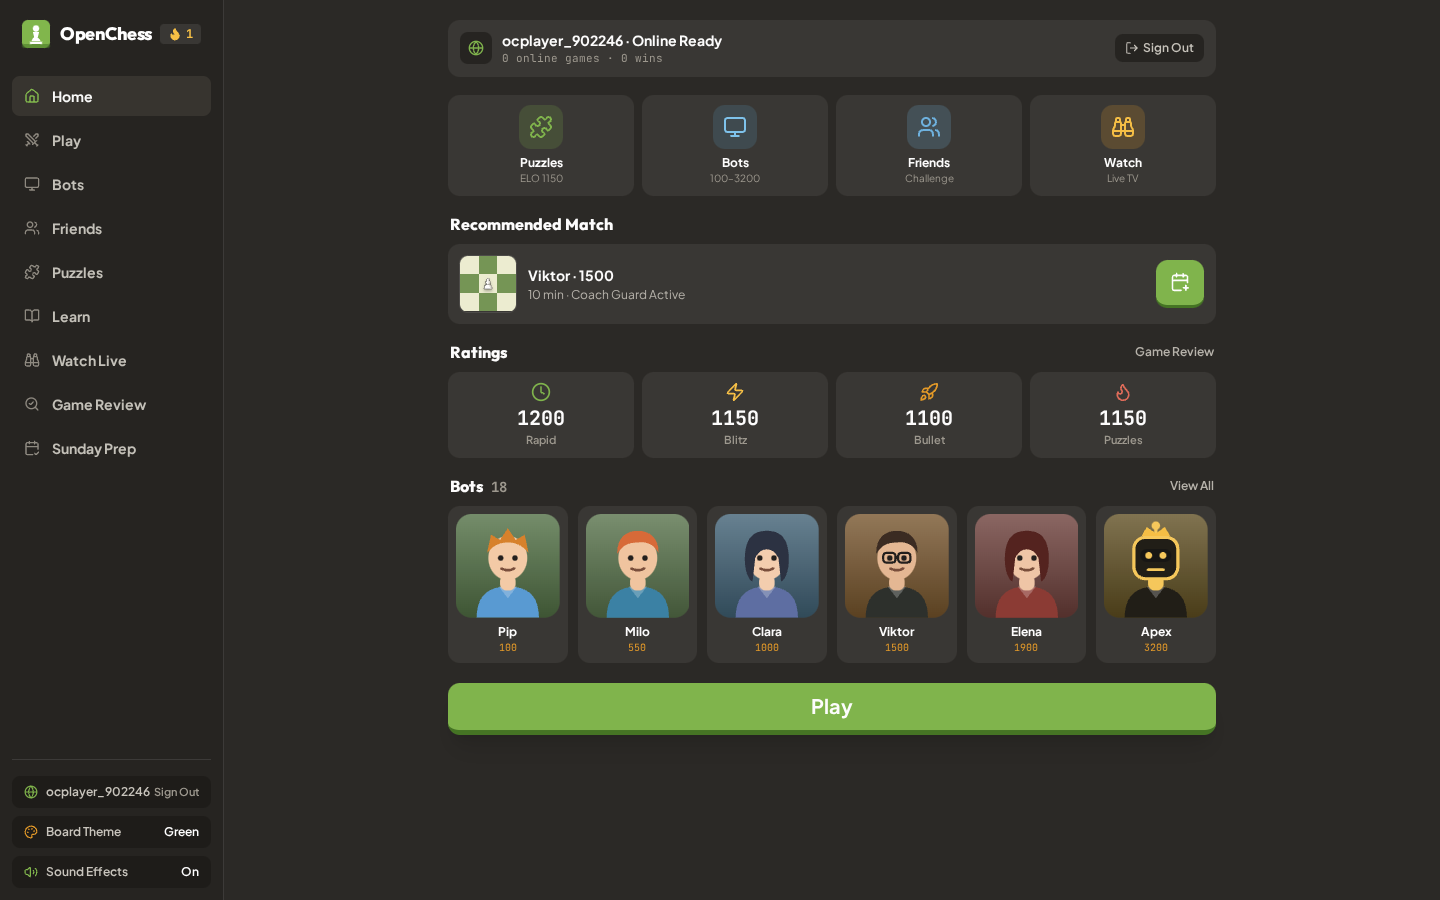 OpenChess 1
Home
Play
Bots
Friends
Puzzles
Learn
Watch Live
Game Review
Sunday Prep
ocplayer_902246 Sign Out
Board Theme Green
Sound Effects On
ocplayer_902246 · Online Ready
0 online games · 0 wins
Sign Out
Puzzles
ELO 1150
Bots
100–3200
Friends
Challenge
Watch
Live TV
Recommended Match
Viktor · 1500
10 min · Coach Guard Active
Ratings
Game Review
1200
Rapid
1150
Blitz
1100
Bullet
1150
Puzzles
Bots 18
View All
Pip
100
Milo
550
Clara
1000
Viktor
1500
Elena
1900
Apex
3200
Play